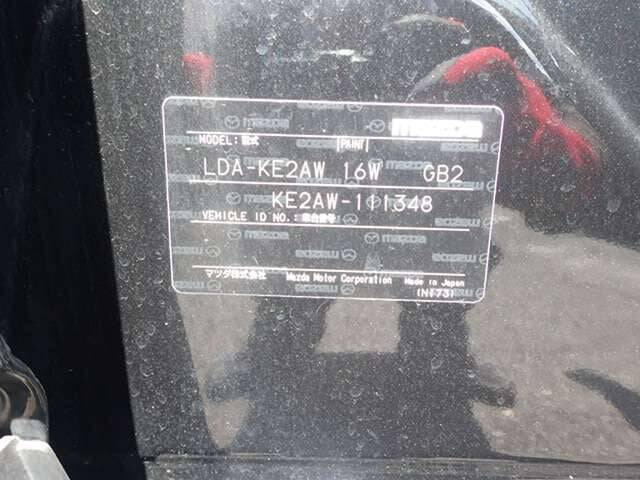 mazda
MODEL:型式 PAINT
LDA-KE2AW 16W GB2
KE2AW-111348
VEHICLE ID NO.:車台番号
マツダ株式会社 Mazda Motor Corporation Made in Japan
(N173)